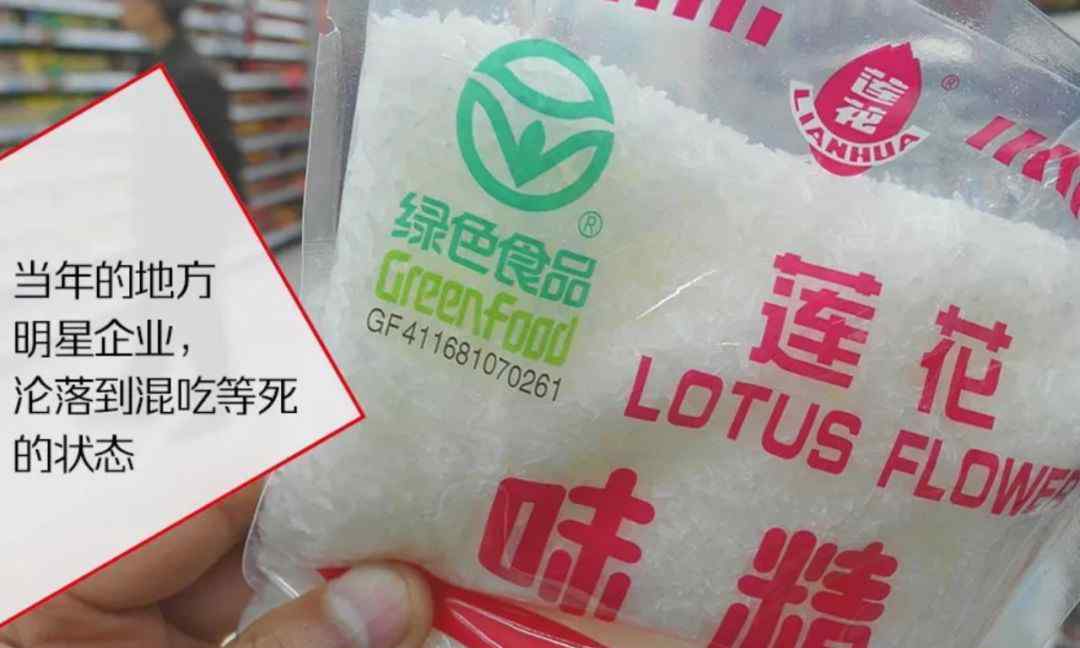 当年的地方
明星企业，
沦落到混吃等死
的状态
绿色食品
®
Greenfood
GF411681070261
莲花
LIANHUA
®
莲花
LOTUS FLOWER
味精